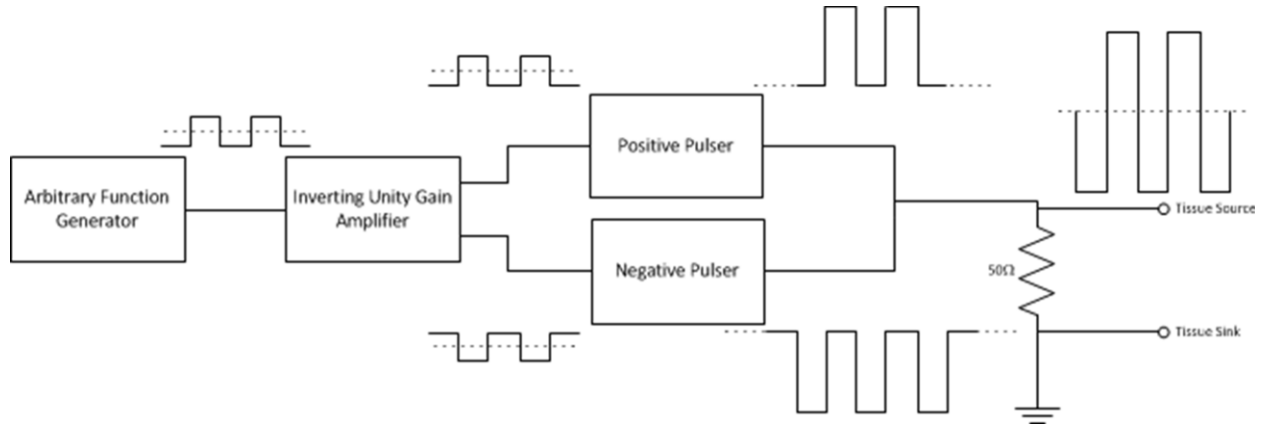 Arbitrary Function
Generator
Inverting Unity Gain
Amplifier
Positive Pulser
Negative Pulser
Tissue Source
50Ω
Tissue Sink